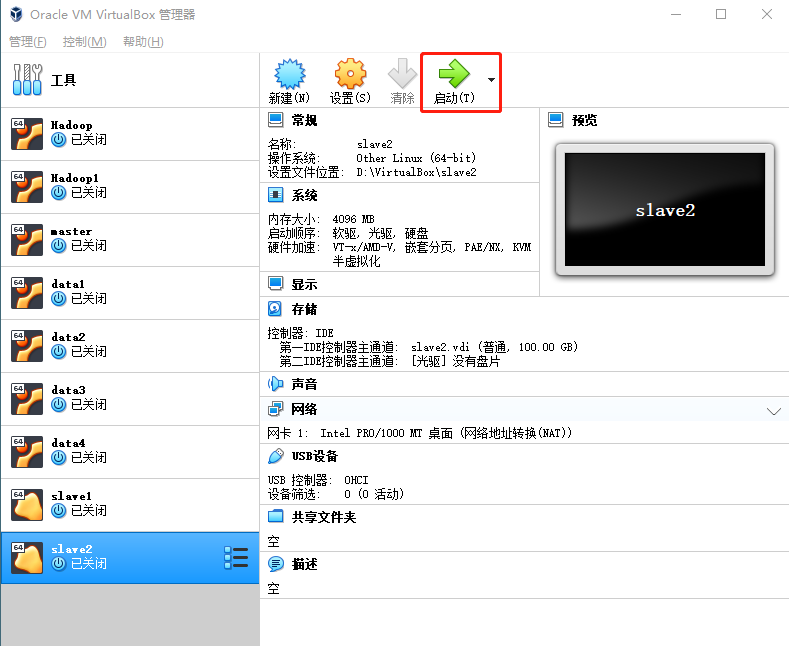 Oracle VM VirtualBox 管理器
管理(F) 控制(M) 帮助(H)
工具
新建(N) 设置(S) 清除 启动(T)
64 Hadoop
已关闭
64 Hadoop1
已关闭
64 master
已关闭
64 data1
已关闭
64 data2
已关闭
64 data3
已关闭
64 data4
已关闭
64 slave1
已关闭
64 slave2
已关闭
常规
名称: slave2
操作系统: Other Linux (64-bit)
设置文件位置: D:\VirtualBox\slave2
预览
slave2
系统
内存大小: 4096 MB
启动顺序: 软驱, 光驱, 硬盘
硬件加速: VT-x/AMD-V, 嵌套分页, PAE/NX, KVM
半虚拟化
显示
存储
控制器: IDE
第一IDE控制器主通道: slave2.vdi (普通, 100.00 GB)
第二IDE控制器主通道: [光驱] 没有盘片
声音
网络
网卡 1: Intel PRO/1000 MT 桌面 (网络地址转换(NAT))
USB设备
USB 控制器: OHCI
设备筛选: 0 (0 活动)
共享文件夹
空
描述
空